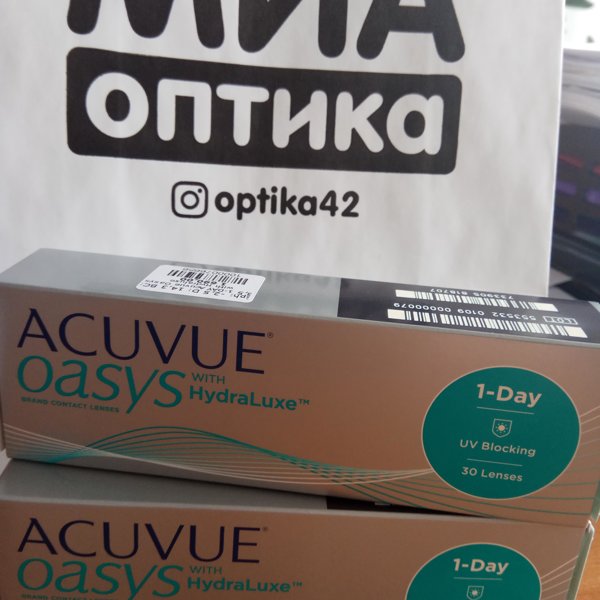 МИА
оптика
optika42
ACUVUE®
oasys WITH
HydraLuxe™
BRAND CONTACT LENSES
1-Day
UV Blocking
30 Lenses
ACUVUE®
oasys WITH
HydraLuxe™
1-Day